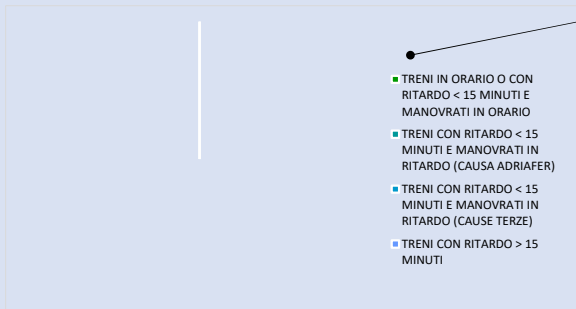 TRENI IN ORARIO O CON
RITARDO < 15 MINUTI E
MANOVRATI IN ORARIO
TRENI CON RITARDO < 15
MINUTI E MANOVRATI IN
RITARDO (CAUSA ADRIAFER)
TRENI CON RITARDO < 15
MINUTI E MANOVRATI IN
RITARDO (CAUSE TERZE)
TRENI CON RITARDO > 15
MINUTI